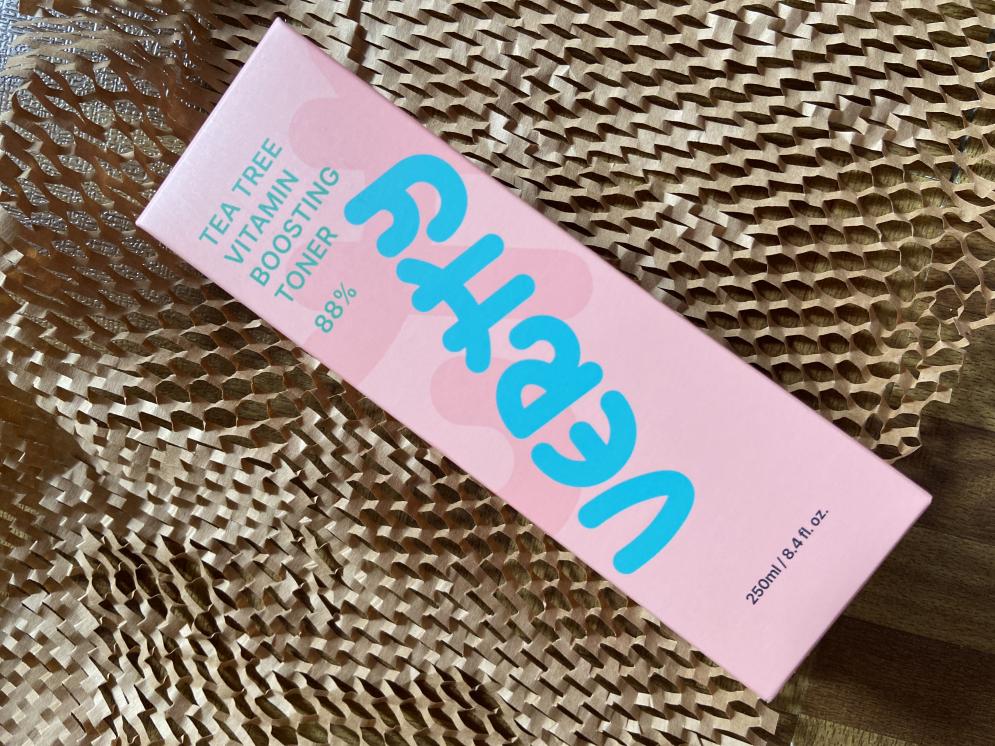 TEA TREE
VITAMIN
BOOSTING
TONER
88%
VERTTY
250ml / 8.4 fl. oz.